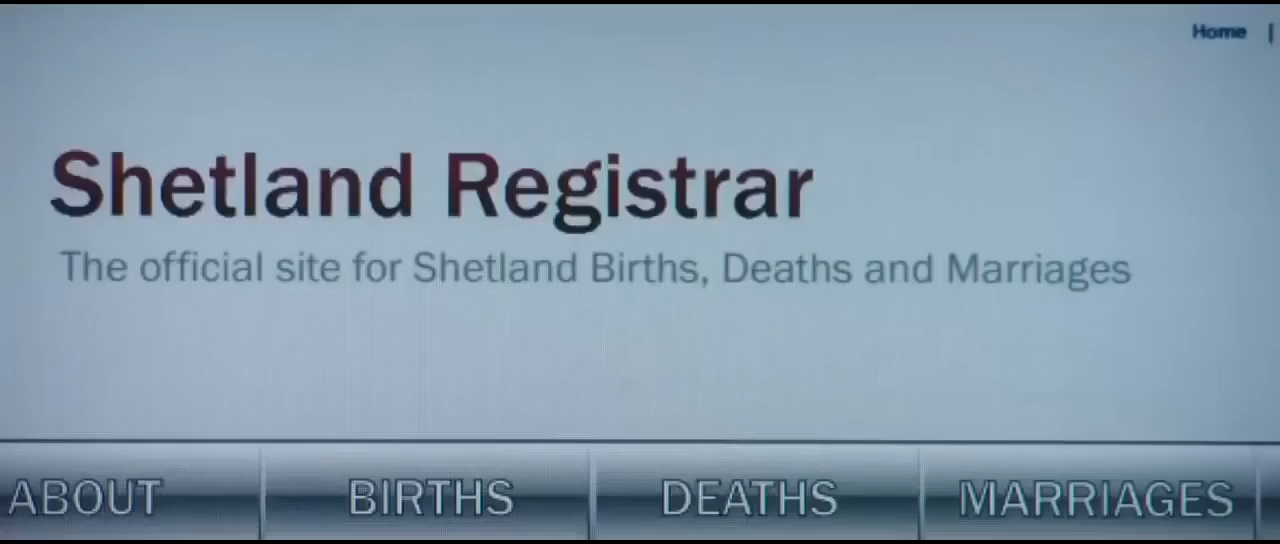 Home |
Shetland Registrar
The official site for Shetland Births, Deaths and Marriages
ABOUT BIRTHS DEATHS MARRIAGES